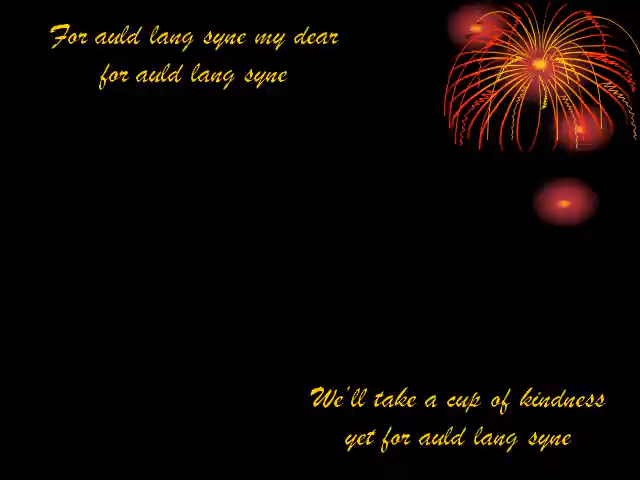 For auld lang syne my dear
for auld lang syne
We'll take a cup of kindness
yet for auld lang syne